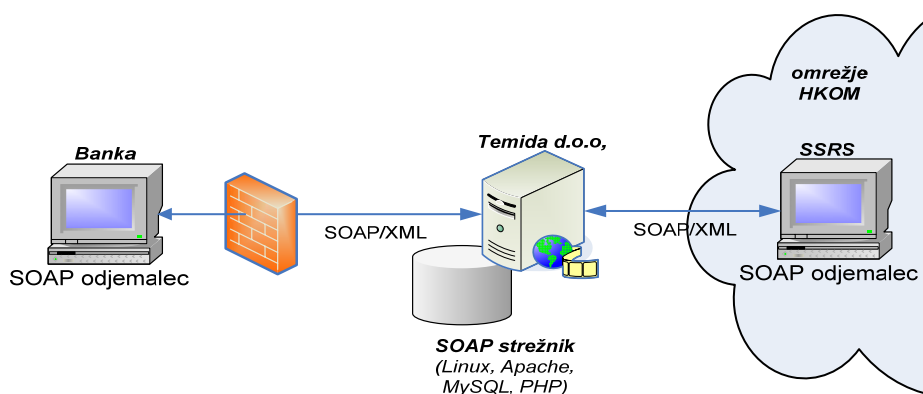 Banka
SOAP odjemalec
SOAP/XML
Temida d.o.o,
SOAP strežnik
(Linux, Apache,
MySQL, PHP)
SOAP/XML
omrežje
HKOM
SSRS
SOAP odjemalec